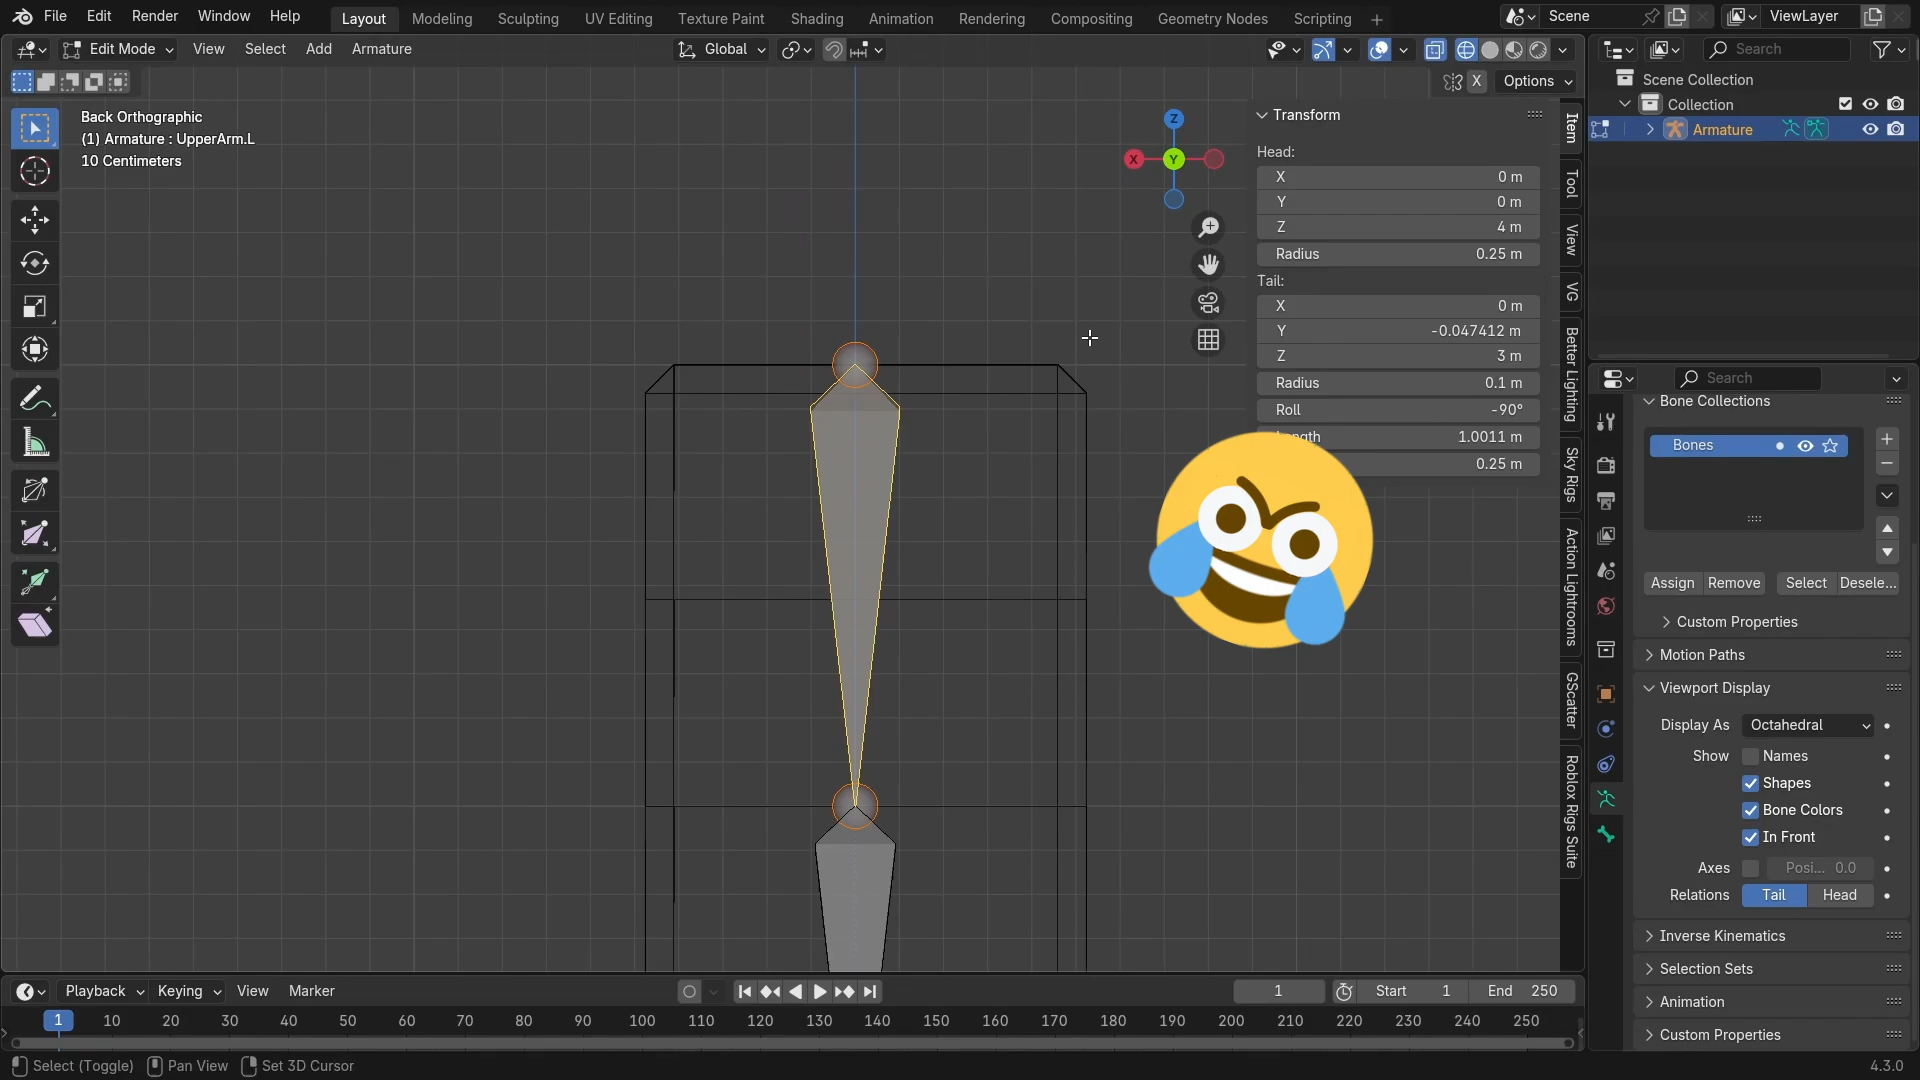 File Edit Render Window Help Layout Modeling Sculpting UV Editing Texture Paint Shading Animation Rendering Compositing Geometry Nodes Scripting + Scene ViewLayer
Edit Mode View Select Add Armature Global
Search
X Options
Scene Collection
Collection
Armature
Back Orthographic
(1) Armature : UpperArm.L
10 Centimeters
Z
X
Y
Transform
Head:
X 0 m
Y 0 m
Z 4 m
Radius 0.25 m
Tail:
X 0 m
Y -0.047412 m
Z 3 m
Radius 0.1 m
Roll -90°
ngth 1.0011 m
0.25 m
Item
Tool
View
VG
Better Lighting
Sky Rigs
Action Lightrooms
GScatter
Roblox Rigs Suite
Search
Bone Collections
Bones
Assign Remove Select Desele...
Custom Properties
Motion Paths
Viewport Display
Display As Octahedral
Show Names
Shapes
Bone Colors
In Front
Axes Posi... 0.0
Relations Tail Head
Inverse Kinematics
Selection Sets
Animation
Custom Properties
Playback Keying View Marker 1 Start 1 End 250
1 10 20 30 40 50 60 70 80 90 100 110 120 130 140 150 160 170 180 190 200 210 220 230 240 250
Select (Toggle) Pan View Set 3D Cursor 4.3.0